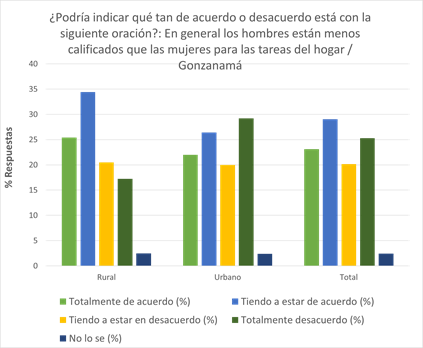 ¿Podría indicar qué tan de acuerdo o desacuerdo está con la
siguiente oración?: En general los hombres están menos
calificados que las mujeres para las tareas del hogar /
Gonzanamá
40
35
30
25
20
15
10
5
0
% Respuestas
Rural Urbano Total
Totalmente de acuerdo (%) Tiendo a estar de acuerdo (%)
Tiendo a estar en desacuerdo (%) Totalmente desacuerdo (%)
No lo se (%)